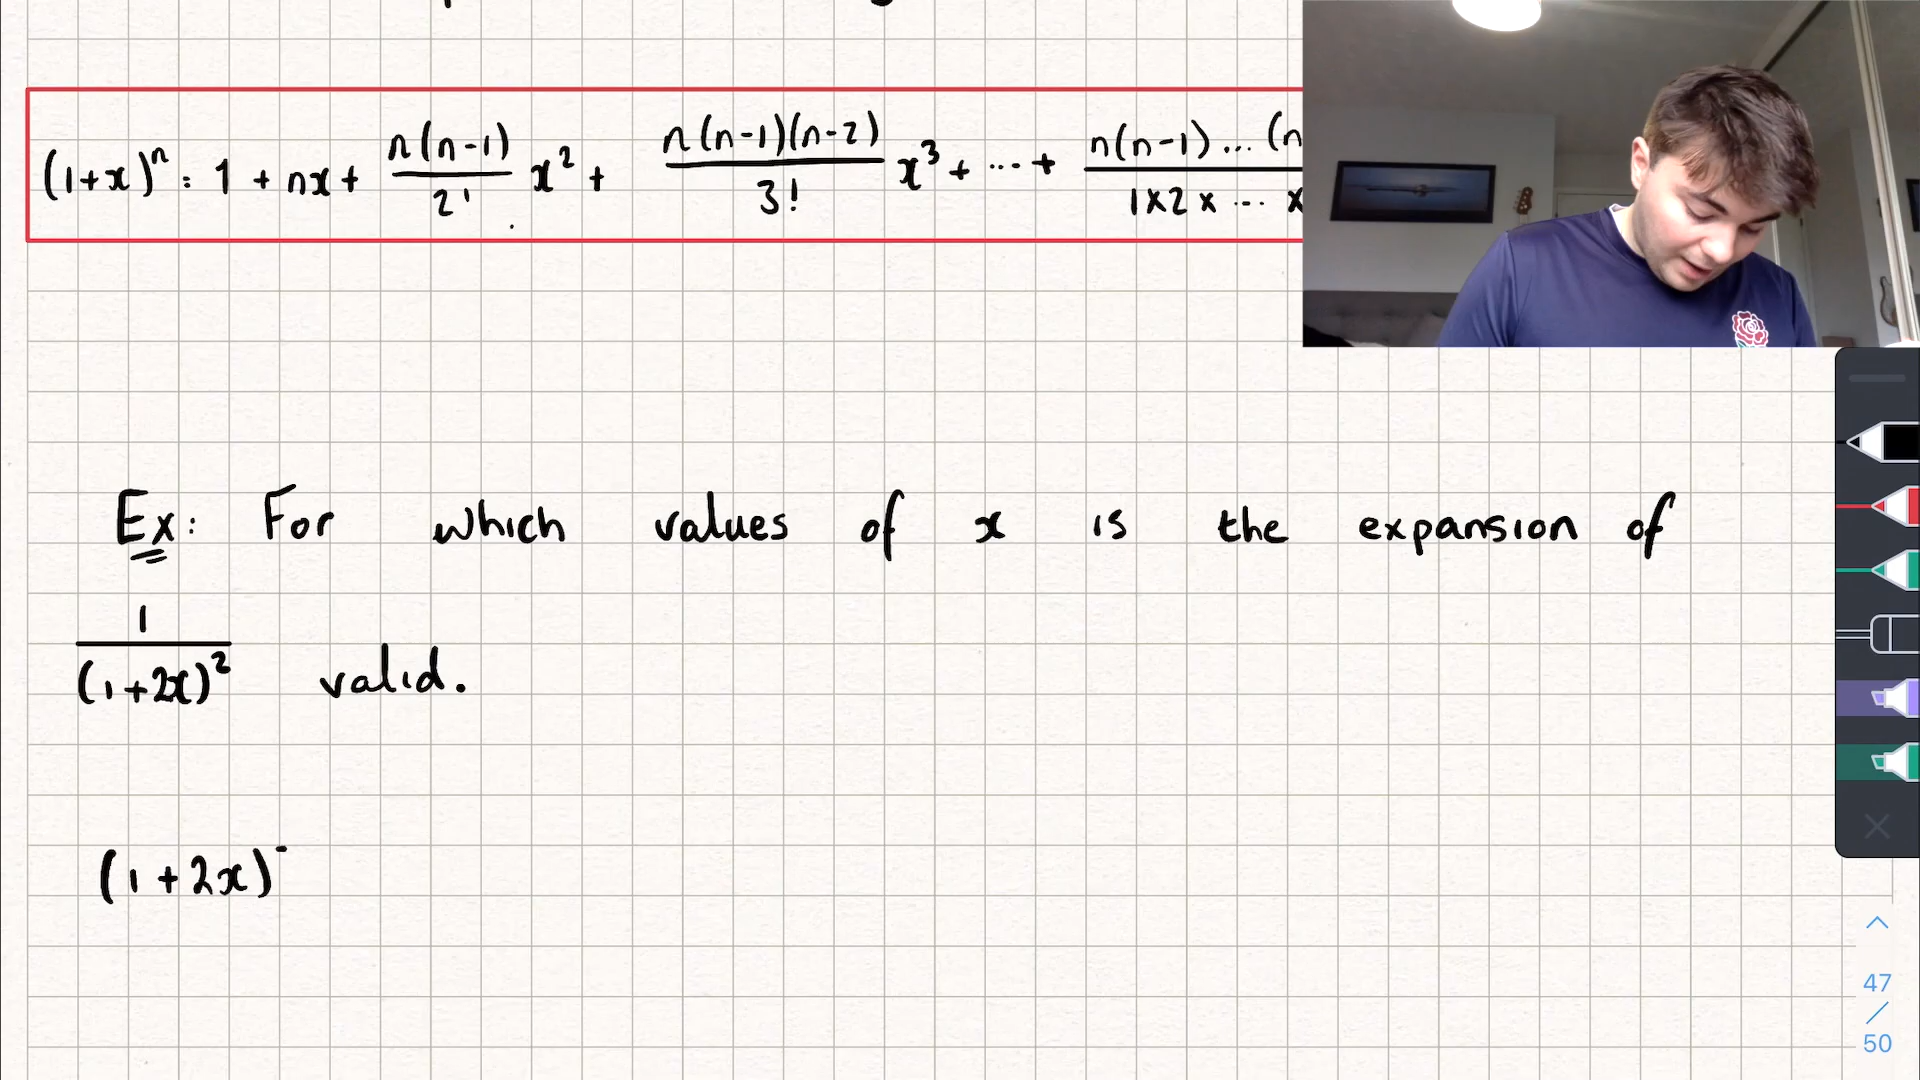 (1+x)ⁿ = 1 + nx + n(n-1)/2! x² + n(n-1)(n-2)/3! x³ + ... + n(n-1)...(n / 1×2×...×
Ex: For which values of x is the expansion of
1/(1+2x)² valid.
(1+2x)⁻
47
/
50